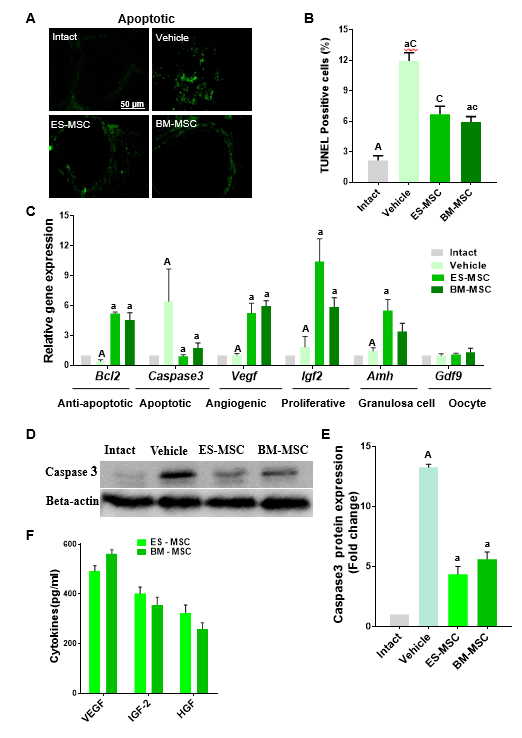 A
Apoptotic
Intact
Vehicle
50 µm
ES-MSC
BM-MSC
B
TUNEL Possitive cells (%)
15
12
9
6
3
0
A
aC
C
ac
Intact
Vehicle
ES-MSC
BM-MSC
C
Relative gene expression
15
12
9
6
3
0
A
a
a
A
a
a
A
a
a
A
a
a
A
a
Intact
Vehicle
ES-MSC
BM-MSC
Bcl2 Caspase3 Vegf Igf2 Amh Gdf9
Anti-apoptotic Apoptotic Angiogenic Proliferative Granulosa cell Oocyte
D
Intact Vehicle ES-MSC BM-MSC
Caspase 3
Beta-actin
E
Caspase3 protein expression
(Fold change)
15
10
5
0
A
a
a
Intact
Vehicle
ES-MSC
BM-MSC
F
ES - MSC
BM - MSC
Cytokines(pg/ml)
600
400
200
0
VEGF
IGF-2
HGF